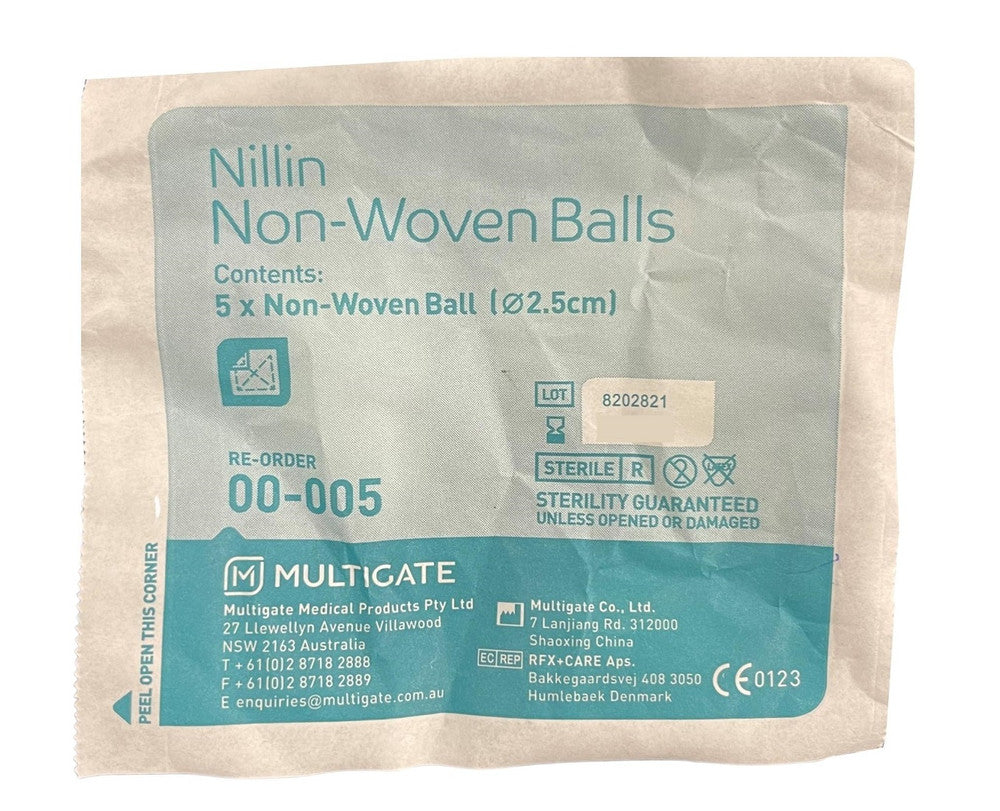 Nillin
Non-Woven Balls
Contents:
5 x Non-Woven Ball (Ø2.5cm)
LOT 8202821
RE-ORDER
00-005
STERILE R
LATEX
STERILITY GUARANTEED
UNLESS OPENED OR DAMAGED
M MULTIGATE
Multigate Medical Products Pty Ltd
27 Llewellyn Avenue Villawood
NSW 2163 Australia
T + 61(0)2 8718 2888
F + 61(0)2 8718 2889
E enquiries@multigate.com.au
Multigate Co., Ltd.
7 Lanjiang Rd. 312000
Shaoxing China
EC REP RFX+CARE Aps.
Bakkegaardsvej 408 3050
Humlebaek Denmark
CE0123
PEEL OPEN THIS CORNER